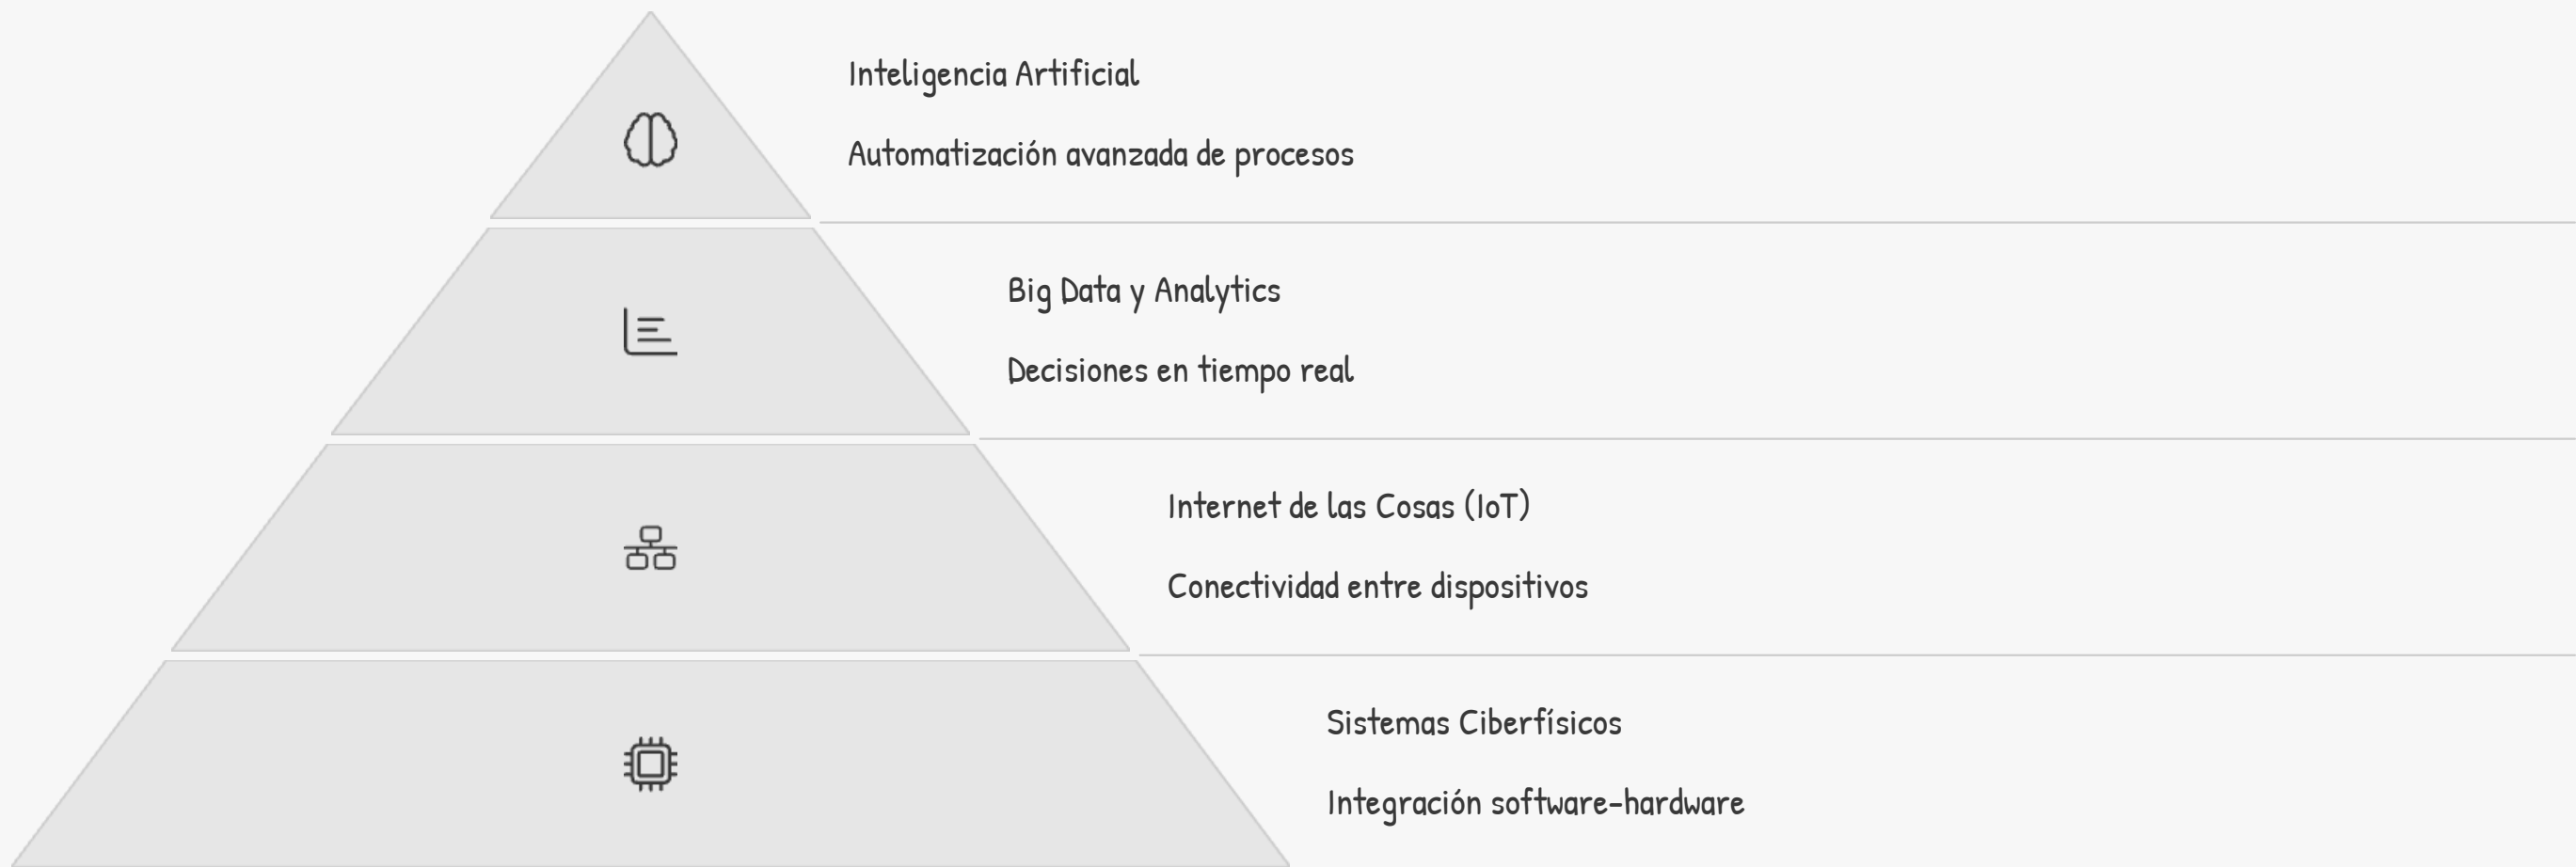 Inteligencia Artificial
Automatización avanzada de procesos
Big Data y Analytics
Decisiones en tiempo real
Internet de las Cosas (IoT)
Conectividad entre dispositivos
Sistemas Ciberfísicos
Integración software-hardware